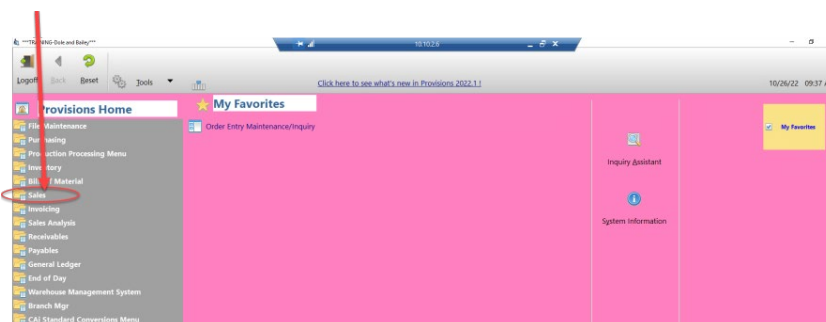 ***TRAINING-Dole and Bailey***
10.10.2.6
Logoff Back Reset Tools
Click here to see what's new in Provisions 2022.1 !
10/26/22 09:37
Provisions Home
My Favorites
My Favorites
File Maintenance
Order Entry Maintenance/Inquiry
Purchasing
Production Processing Menu
Inquiry Assistant
Inventory
Bill of Material
Sales
Invoicing
Sales Analysis
System Information
Receivables
Payables
General Ledger
End of Day
Warehouse Management System
Branch Mgr
CAi Standard Conversions Menu